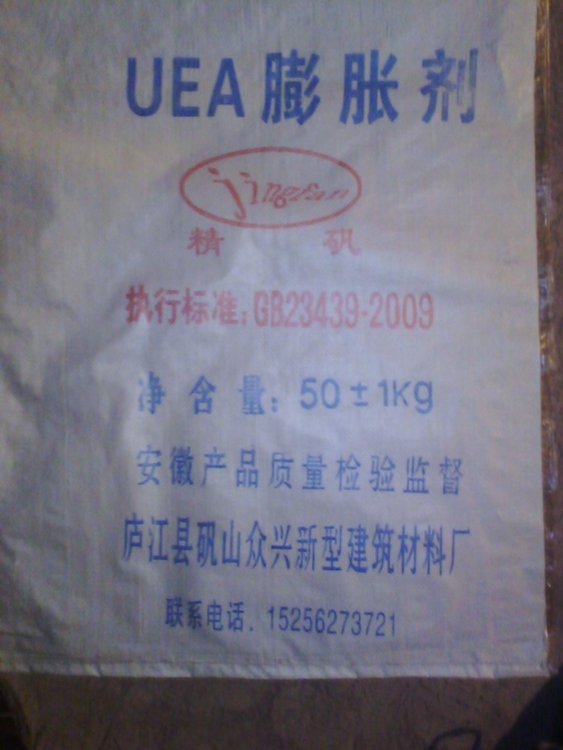 UEA膨胀剂
jingfan
精矾
执行标准:GB23439-2009
净含量:50±1Kg
安徽产品质量检验监督
庐江县矾山众兴新型建筑材料厂
联系电话.15256273721